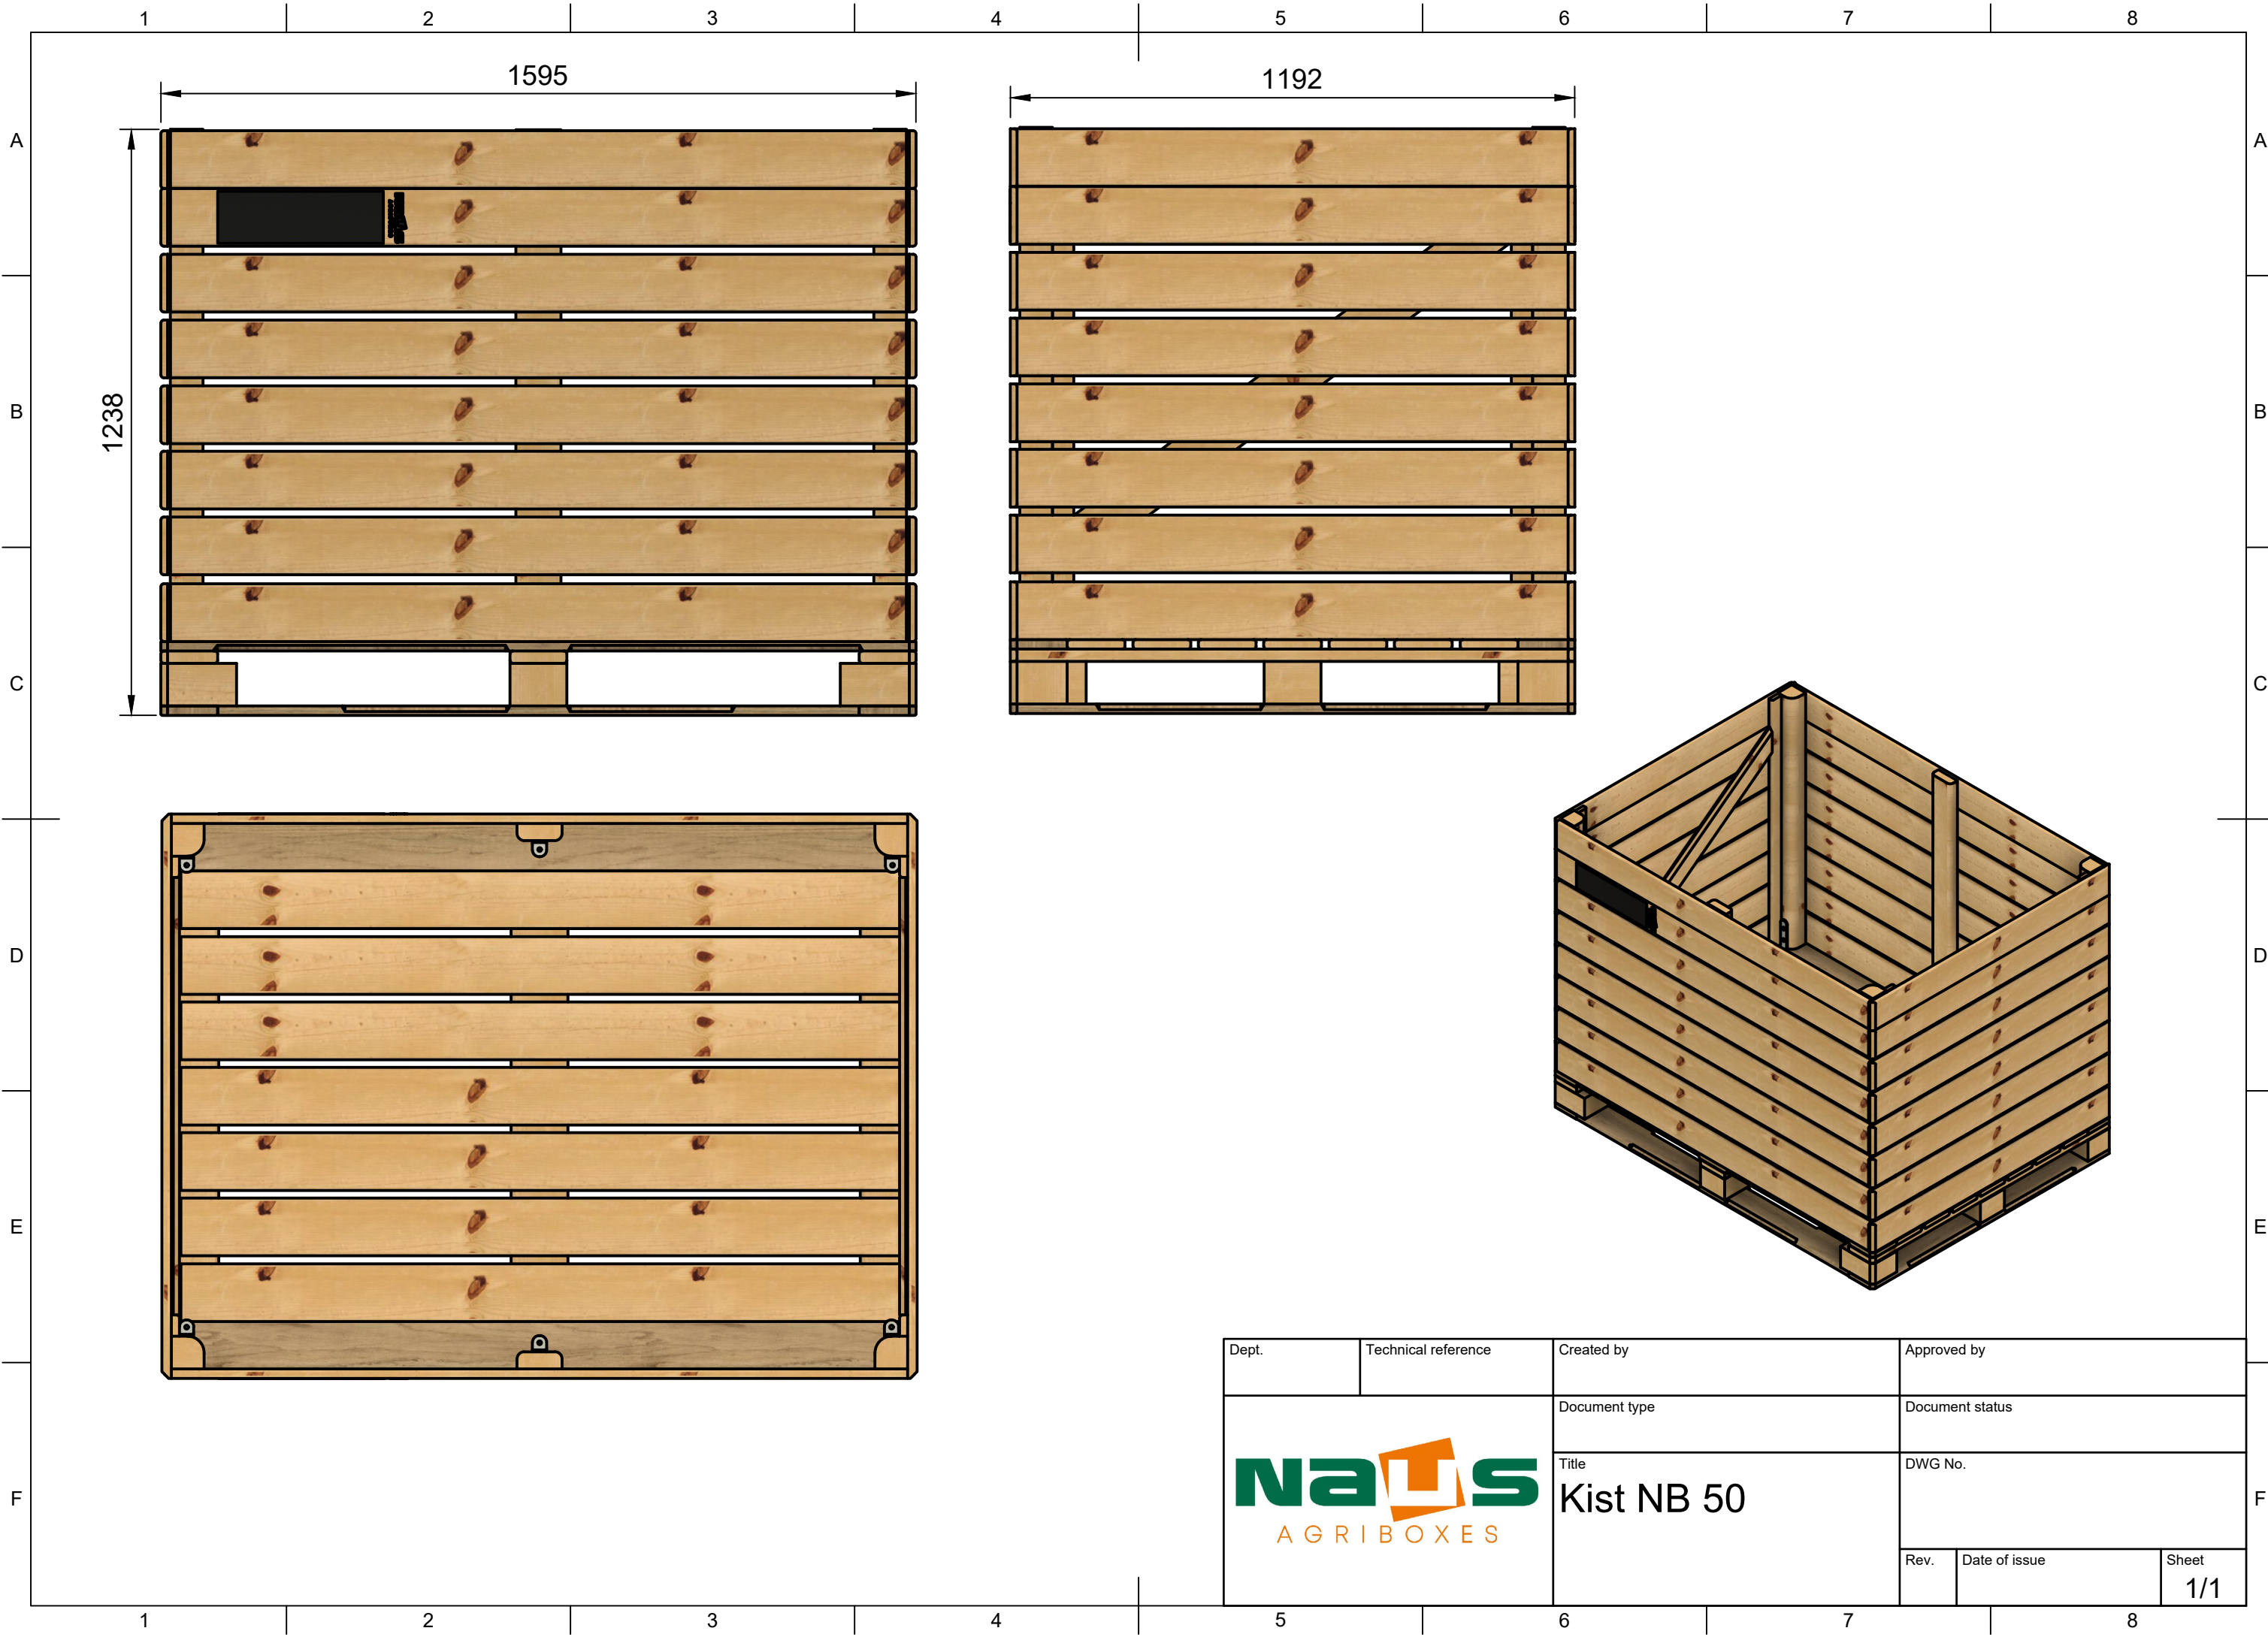 1 2 3 4 5 6 7 8
1595
1192
A A
1238
B B
C C
D D
E E
F F
Dept.
Technical reference
Created by
Approved by
Document type
Document status
Title
Kist NB 50
DWG No.
Rev.
Date of issue
Sheet
1/1
Naus
AGRIBOXES
1 2 3 4 5 6 7 8